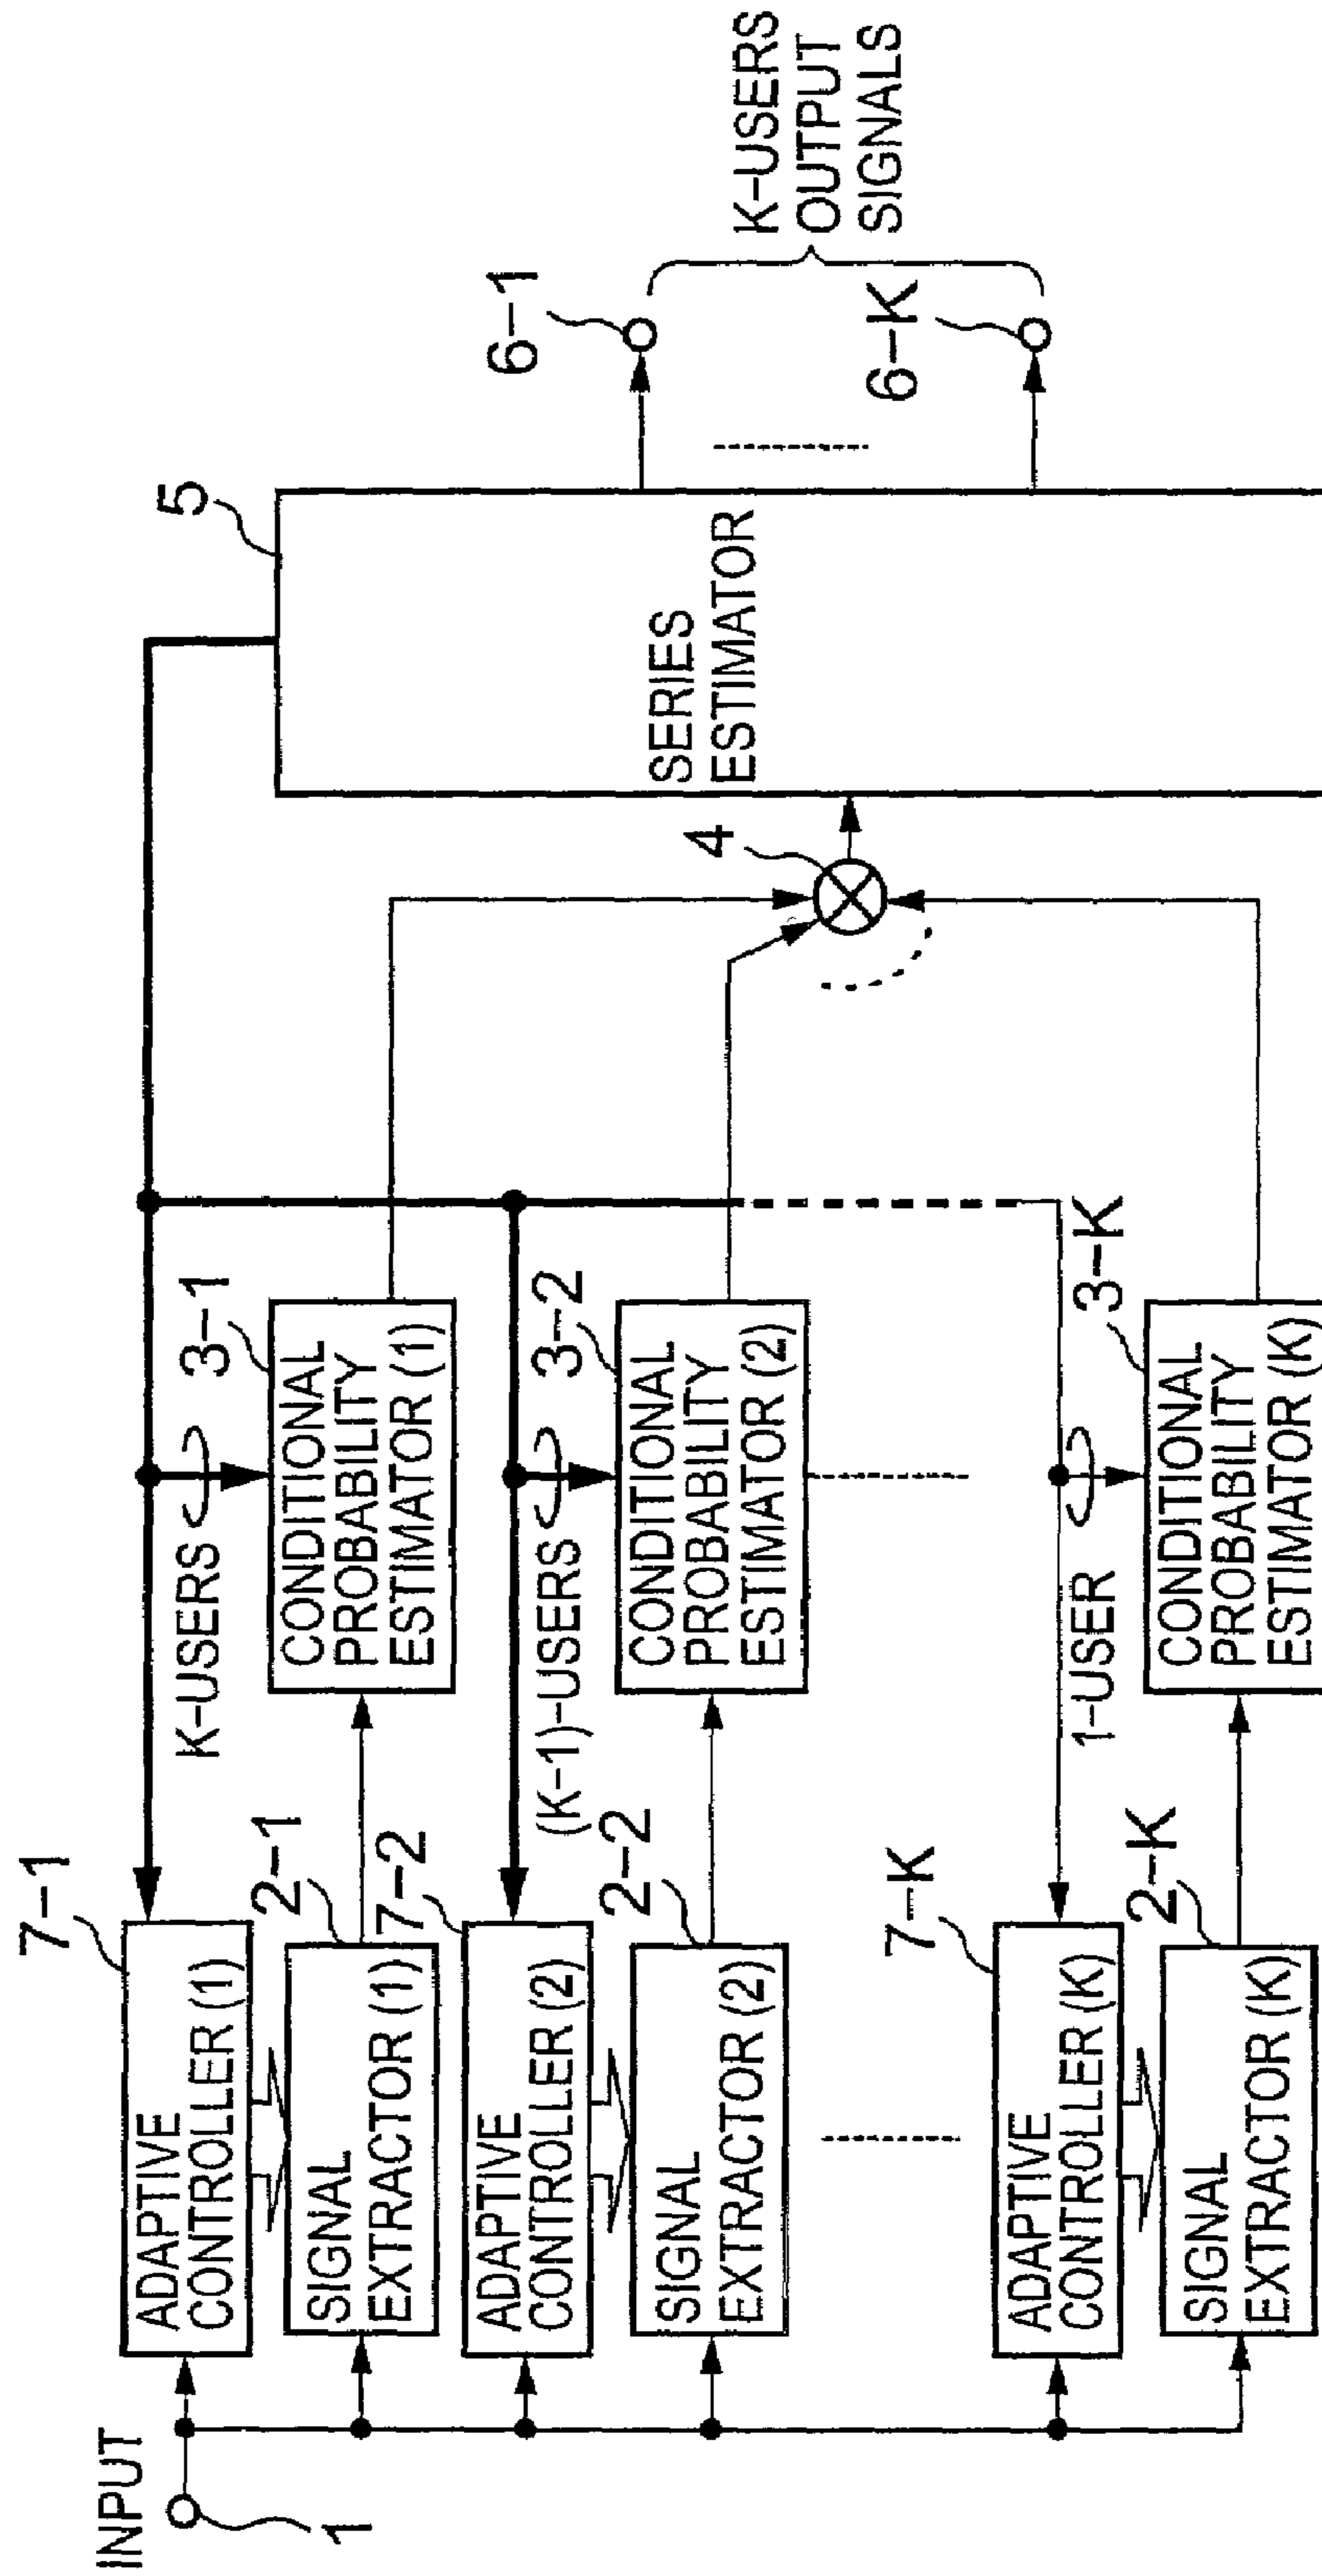 INPUT
1
7-1
ADAPTIVE
CONTROLLER (1)
2-1
SIGNAL
EXTRACTOR (1)
7-2
ADAPTIVE
CONTROLLER (2)
2-2
SIGNAL
EXTRACTOR (2)
7-K
ADAPTIVE
CONTROLLER (K)
2-K
SIGNAL
EXTRACTOR (K)
K-USERS
3-1
CONDITIONAL
PROBABILITY
ESTIMATOR (1)
(K-1)-USERS
3-2
CONDITIONAL
PROBABILITY
ESTIMATOR (2)
1-USER
3-K
CONDITIONAL
PROBABILITY
ESTIMATOR (K)
4
5
SERIES
ESTIMATOR
6-1
6-K
K-USERS
OUTPUT
SIGNALS